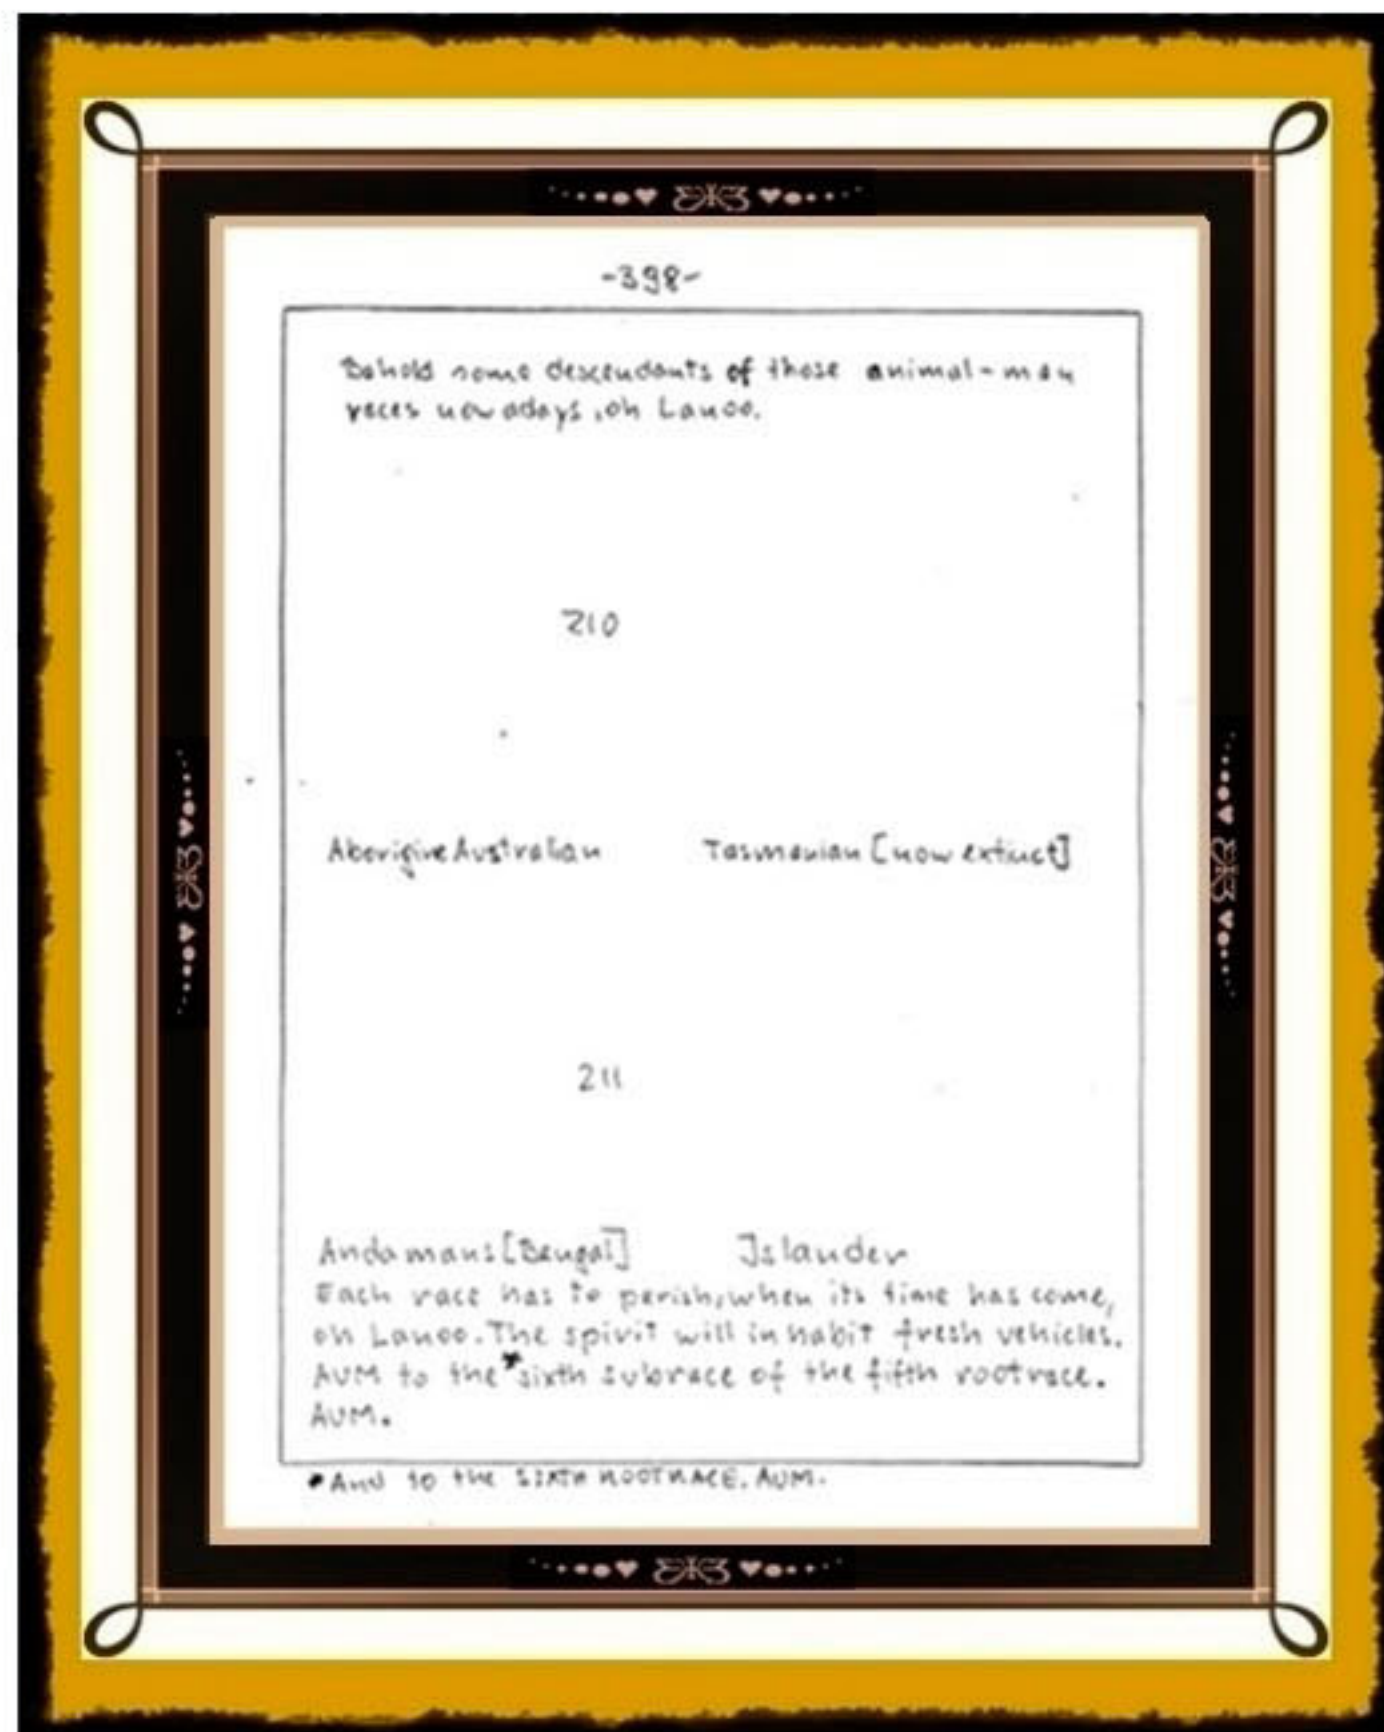 -398-
Behold some descendants of those animal-man
races nowadays, oh Lanoo.
210
Aborigine Australian Tasmanian [now extinct]
211
Andamans [Bengal] Islander
Each race has to perish, when its time has come,
oh Lanoo. The spirit will inhabit fresh vehicles.
AUM to the *sixth subrace of the fifth rootrace.
AUM.
*And to the SIXTH ROOTRACE. AUM.